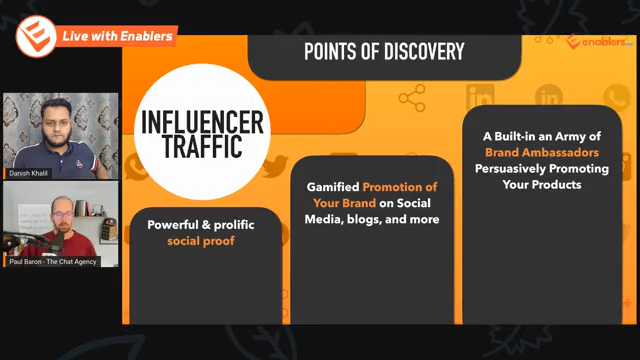 Live with Enablers
POINTS OF DISCOVERY
enablers
INFLUENCER
TRAFFIC
A Built-in an Army of
Brand Ambassadors
Persuasively Promoting
Your Products
Gamified Promotion of
Your Brand on Social
Media, blogs, and more
Powerful & prolific
social proof
Danish Khalil
Paul Baron - The Chat Agency